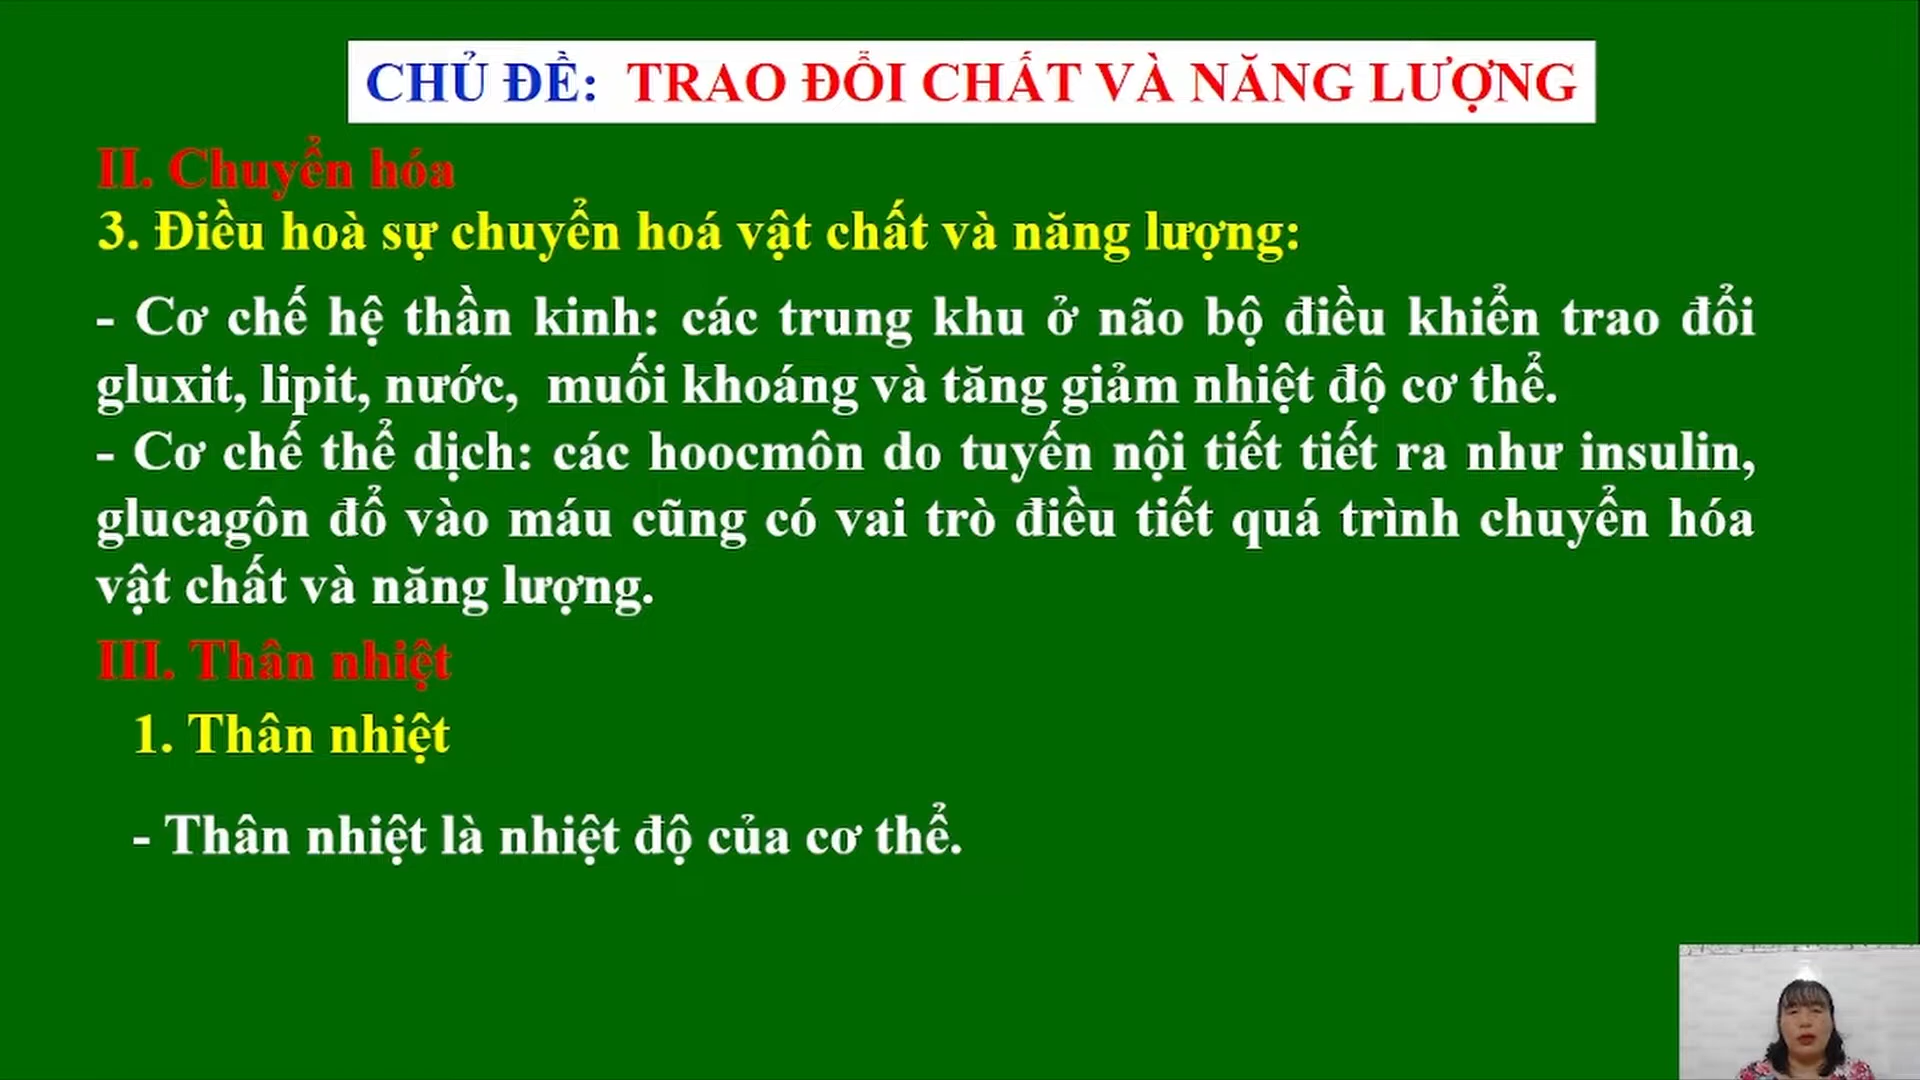 CHỦ ĐỀ: TRAO ĐỔI CHẤT VÀ NĂNG LƯỢNG
II. Chuyển hóa
3. Điều hoà sự chuyển hoá vật chất và năng lượng:
- Cơ chế hệ thần kinh: các trung khu ở não bộ điều khiển trao đổi
gluxit, lipit, nước, muối khoáng và tăng giảm nhiệt độ cơ thể.
- Cơ chế thể dịch: các hoocmôn do tuyến nội tiết tiết ra như insulin,
glucagôn đổ vào máu cũng có vai trò điều tiết quá trình chuyển hóa
vật chất và năng lượng.
III. Thân nhiệt
1. Thân nhiệt
- Thân nhiệt là nhiệt độ của cơ thể.